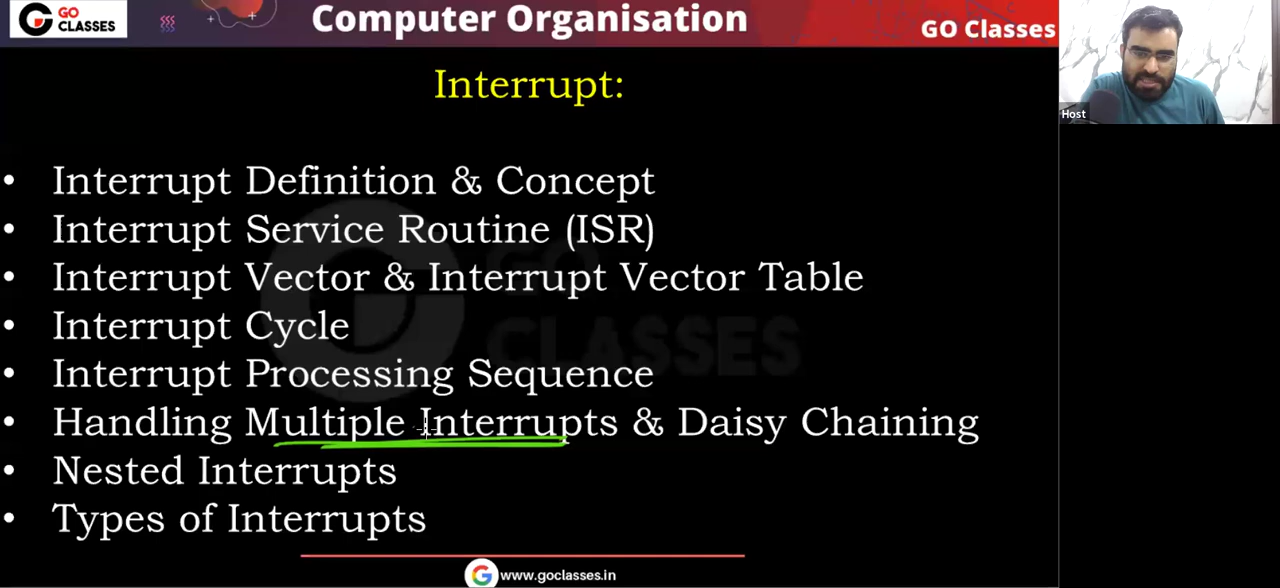 GO
CLASSES
Computer Organisation
GO Classes
Host
Interrupt:
• Interrupt Definition & Concept
• Interrupt Service Routine (ISR)
• Interrupt Vector & Interrupt Vector Table
• Interrupt Cycle
• Interrupt Processing Sequence
• Handling Multiple Interrupts & Daisy Chaining
• Nested Interrupts
• Types of Interrupts
GO
CLASSES
www.goclasses.in